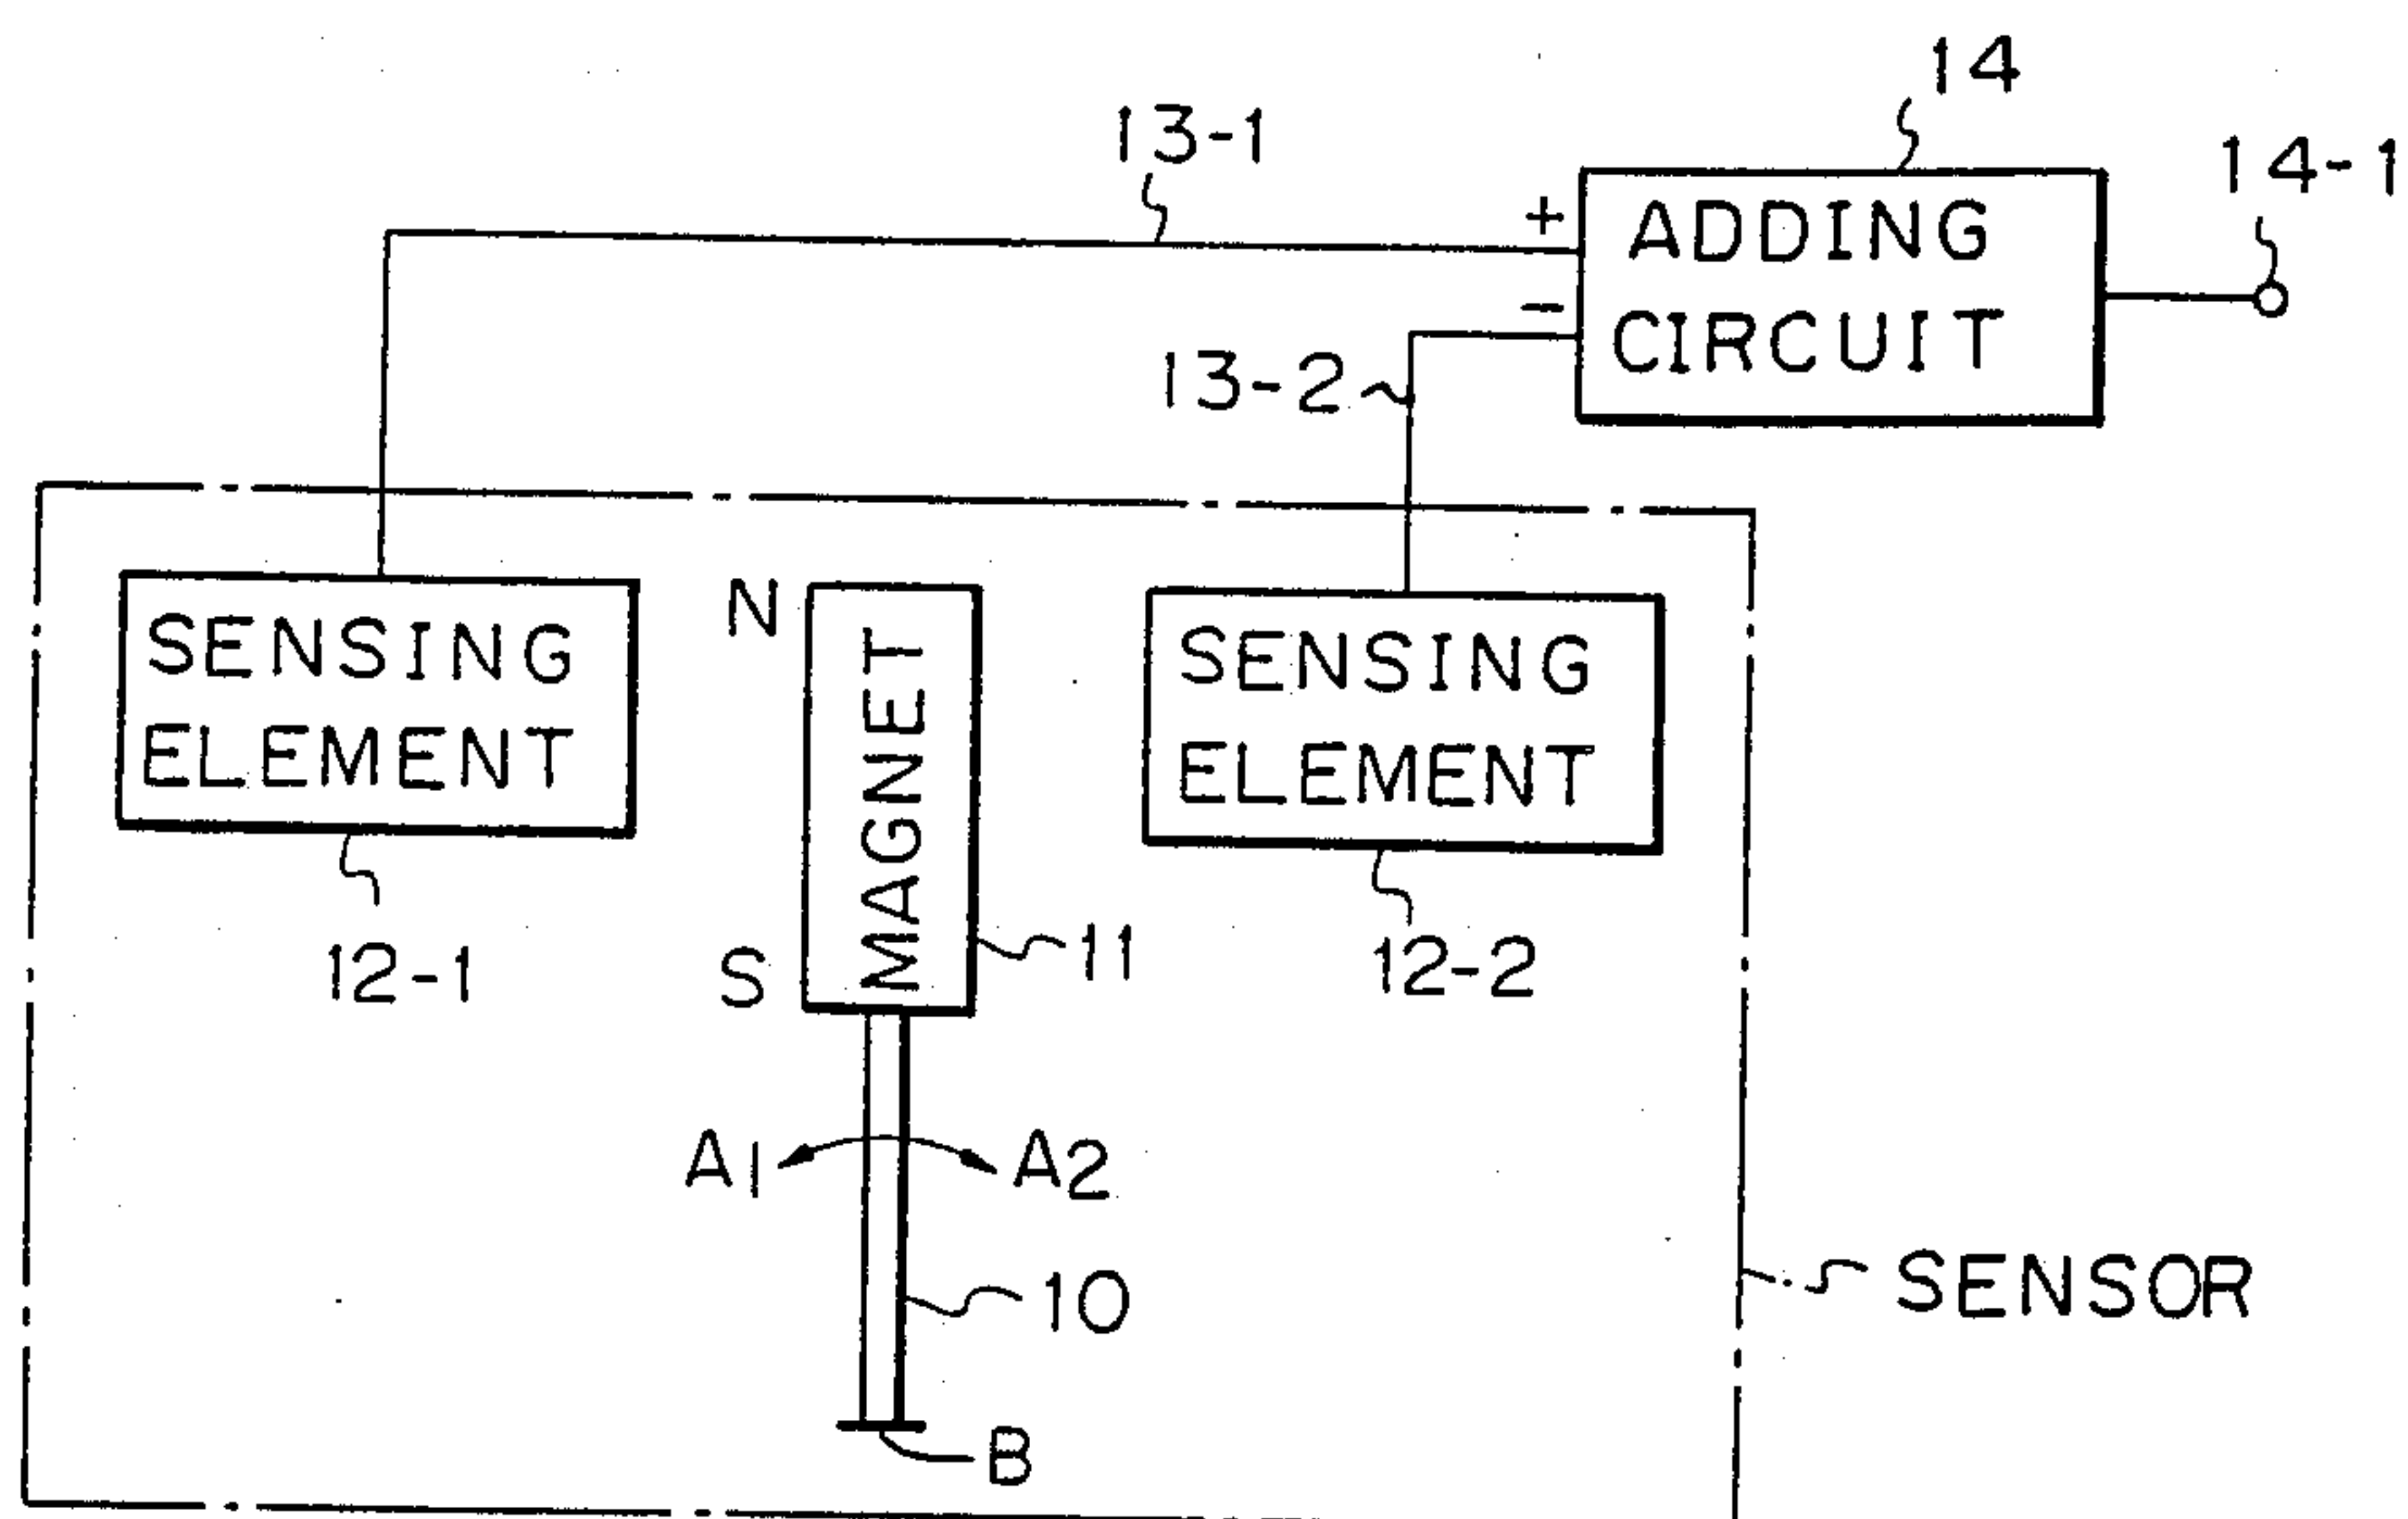 14
13-1
14-1
+
ADDING
CIRCUIT
−
13-2
SENSING
ELEMENT
N
MAGNET
S
SENSING
ELEMENT
12-1
11
12-2
A1
A2
10
SENSOR
B